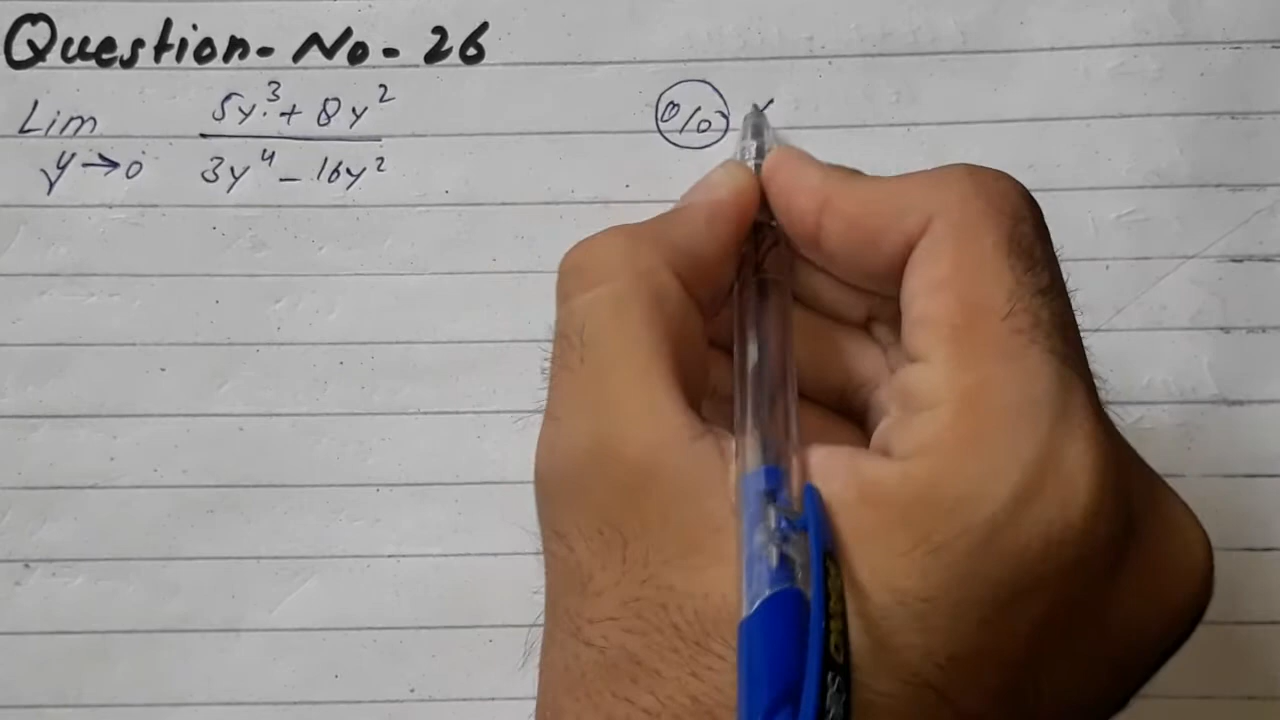 Question-No-26
Lim y→0 (5y³ + 8y²) / (3y⁴ - 16y²)
0/0